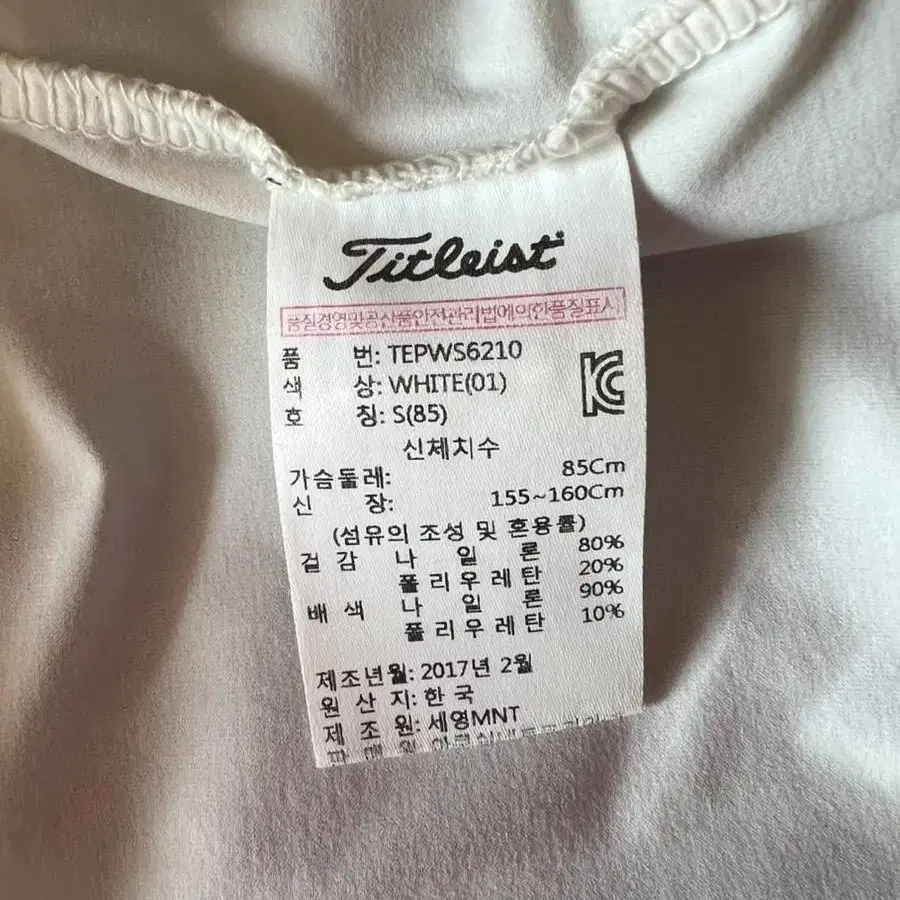 Titleist
품질경영및공산품안전관리법에의한품질표시
품 번: TEPWS6210
색 상: WHITE(01)
호 칭: S(85)
신체치수
가슴둘레: 85Cm
신 장: 155~160Cm
(섬유의 조성 및 혼용률)
겉감 나일론 80%
폴리우레탄 20%
배색 나일론 90%
폴리우레탄 10%
제조년월: 2017년 2월
원산지: 한국
제조원: 세영MNT